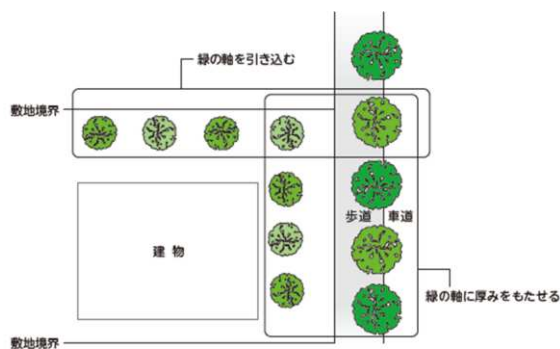 緑の軸を引き込む
敷地境界
歩道
車道
建物
緑の軸に厚みをもたせる
敷地境界